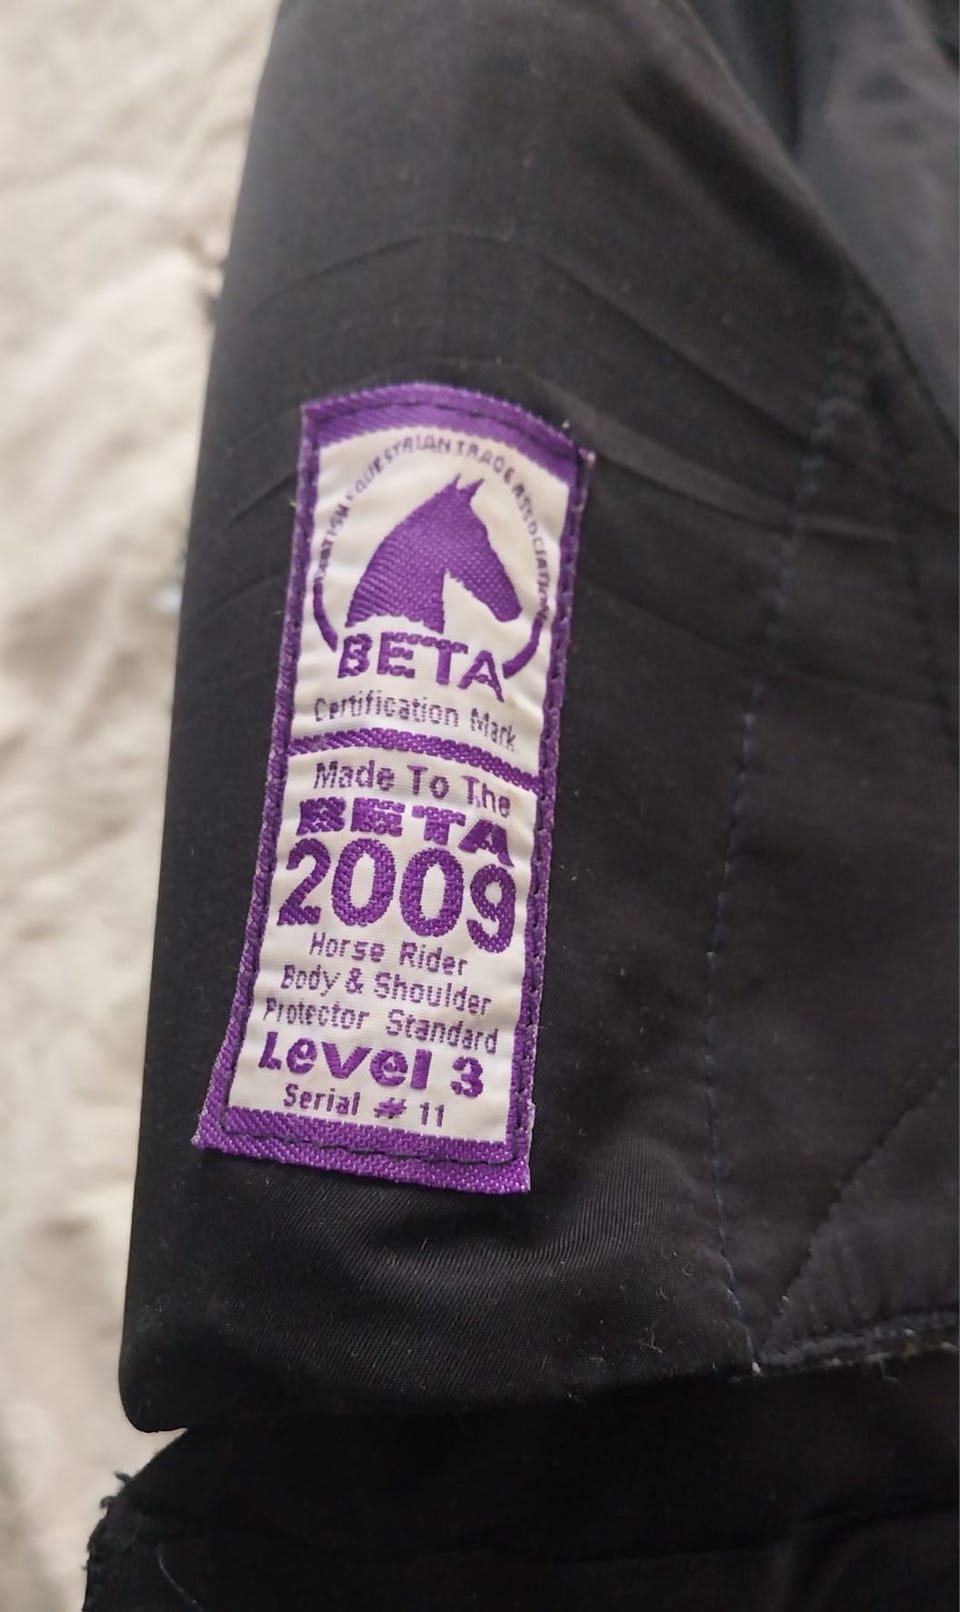 BRITISH EQUESTRIAN TRADE ASSOCIATION
BETA
Certification Mark
Made To The
BETA
2009
Horse Rider
Body & Shoulder
Protector Standard
Level 3
Serial # 11